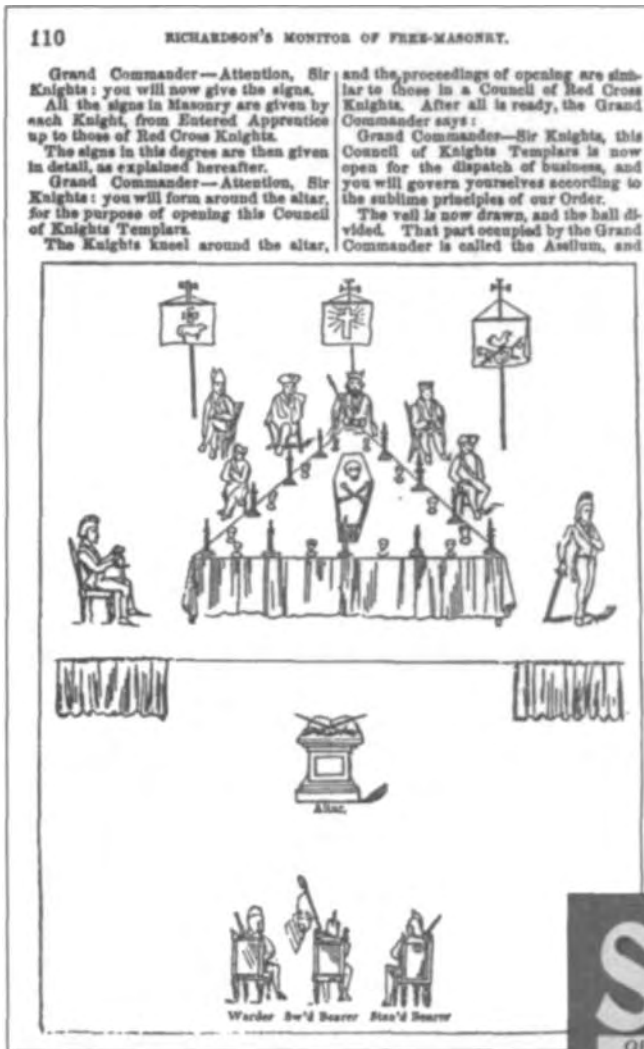 110 RICHARDSON'S MONITOR OF FREE-MASONRY.
Grand Commander—Attention, Sir
Knights: you will now give the signs.
All the signs in Masonry are given by
each Knight, from Entered Apprentice
up to those of Red Cross Knights.
The signs in this degree are then given
in detail, as explained hereafter.
Grand Commander—Attention, Sir
Knights: you will form around the altar,
for the purpose of opening this Council
of Knights Templars.
The Knights kneel around the altar,
and the proceedings of opening are simi-
lar to those in a Council of Red Cross
Knights. After all is ready, the Grand
Commander says:
Grand Commander—Sir Knights, this
Council of Knights Templars is now
open for the dispatch of business, and
you will govern yourselves according to
the sublime principles of our Order.
The veil is now drawn, and the hall di-
vided. That part occupied by the Grand
Commander is called the Assilum, and
Altar.
Warder Sw'd Bearer Stan'd Bearer
S